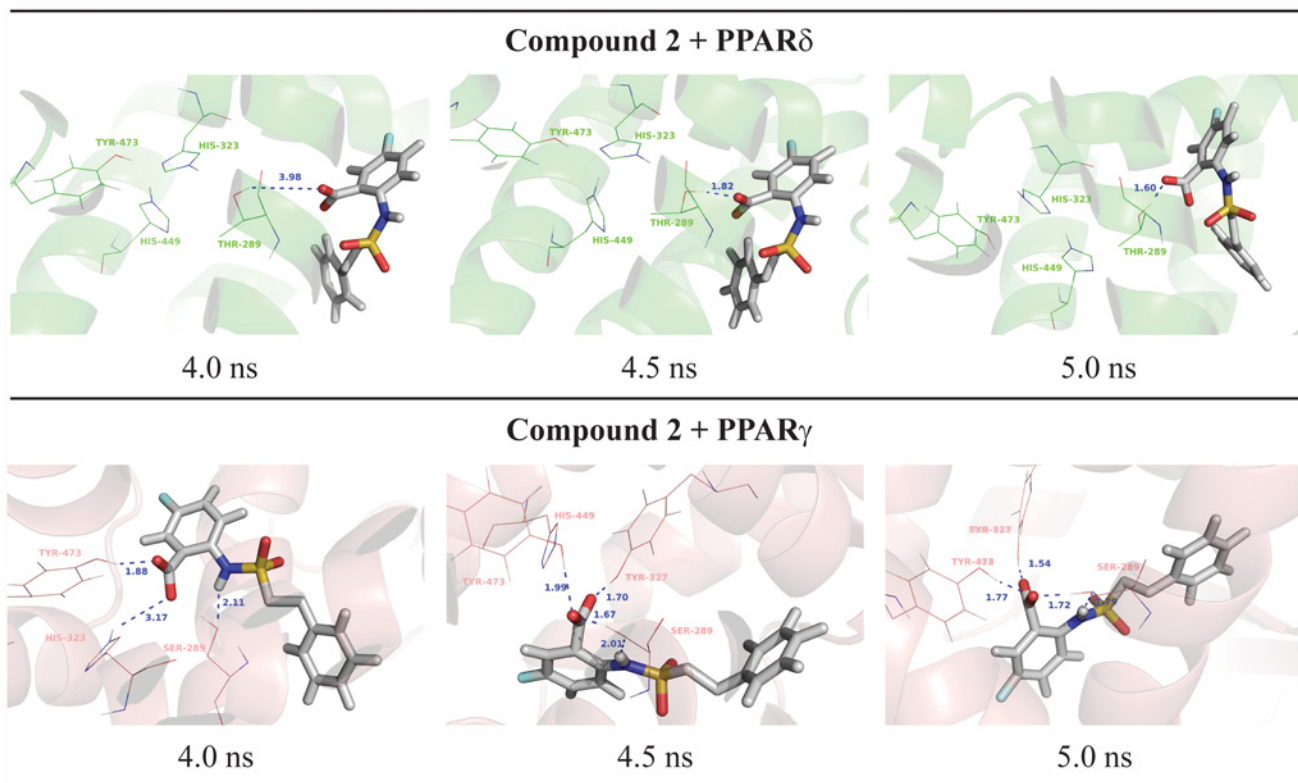 Compound 2 + PPARδ
TYR-473
HIS-323
3.98
HIS-449
THR-289
4.0 ns
TYR-473
HIS-323
1.82
THR-289
HIS-449
4.5 ns
1.60
HIS-323
TYR-473
THR-289
HIS-449
5.0 ns
Compound 2 + PPARγ
TYR-473
1.88
2.11
3.17
HIS-323
SER-289
4.0 ns
HIS-449
TYR-473
1.99
TYR-327
1.70
1.67
SER-289
2.01
4.5 ns
TYR-327
1.54
TYR-473
SER-289
1.77
1.72
5.0 ns